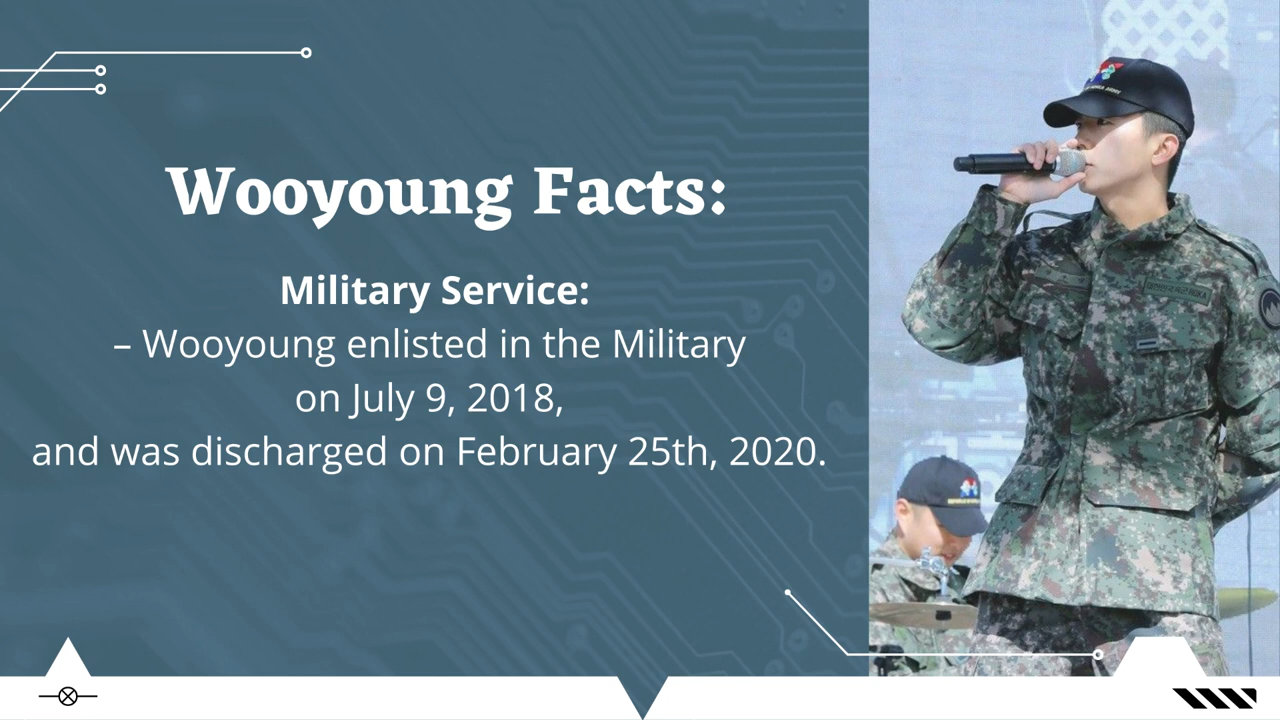 Wooyoung Facts:
Military Service:
– Wooyoung enlisted in the Military
on July 9, 2018,
and was discharged on February 25th, 2020.